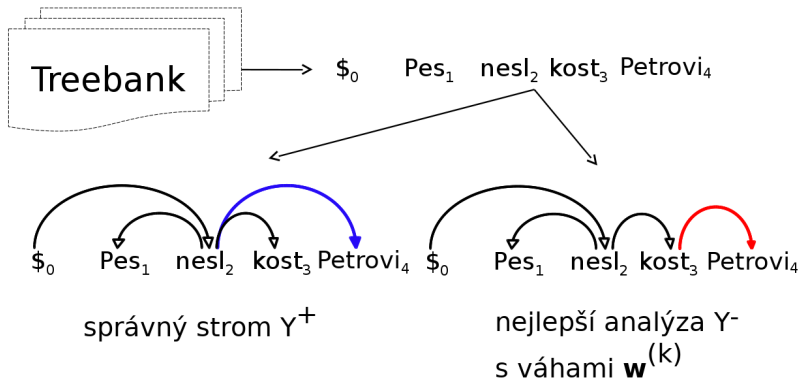 Treebank $₀ Pes₁ nesl₂ kost₃ Petrovi₄
$₀ Pes₁ nesl₂ kost₃ Petrovi₄ $₀ Pes₁ nesl₂ kost₃ Petrovi₄
správný strom Y⁺
nejlepší analýza Y⁻
s váhami w⁽ᵏ⁾